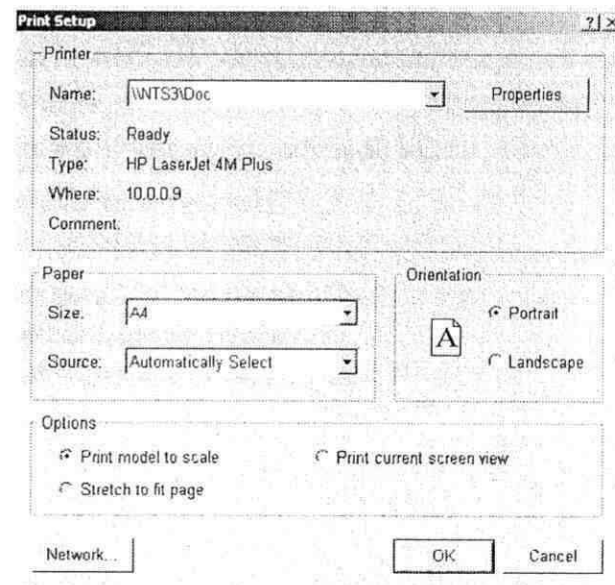 Print Setup ? ×
Printer
Name: \\NTS3\Doc Properties
Status: Ready
Type: HP LaserJet 4M Plus
Where: 10.0.0.9
Comment:
Paper
Size: A4
Source: Automatically Select
Orientation
A
Portrait
Landscape
Options
Print model to scale Print current screen view
Stretch to fit page
Network... OK Cancel